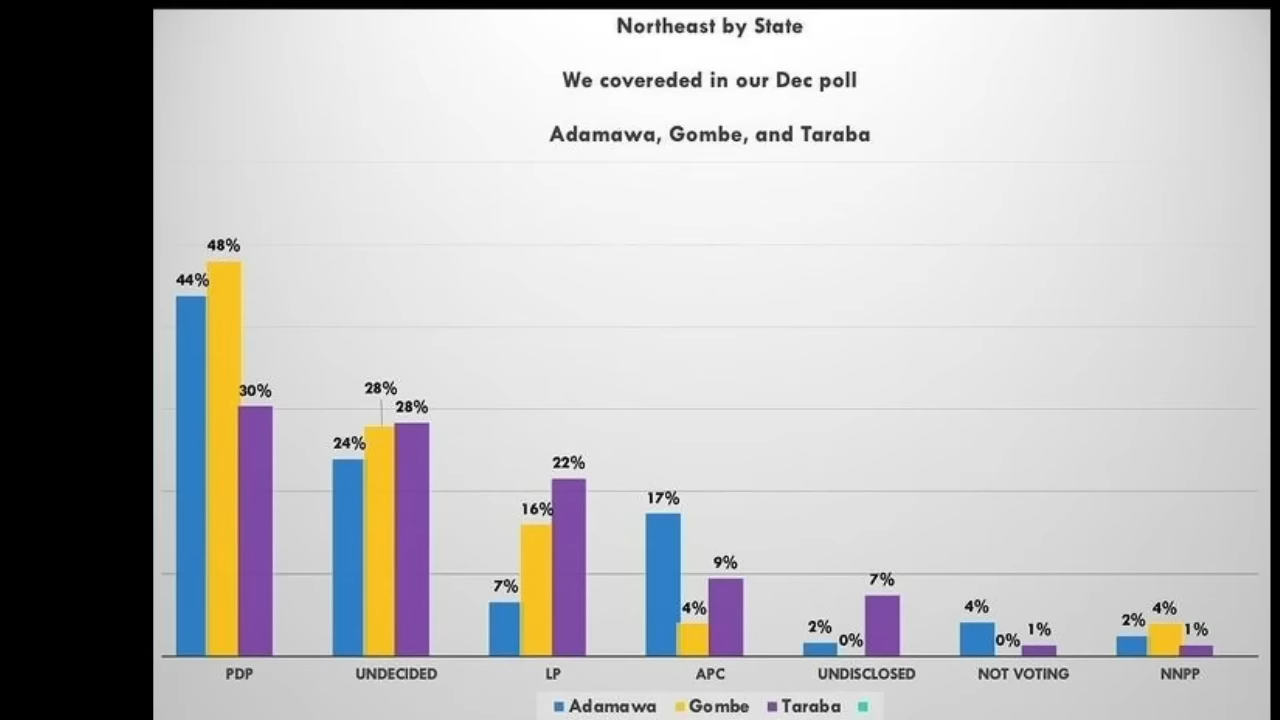 Northeast by State
We covereded in our Dec poll
Adamawa, Gombe, and Taraba
44% 48% 30%
24% 28% 28%
7% 16% 22%
17% 4% 9%
2% 0% 7%
4% 0% 1%
2% 4% 1%
PDP UNDECIDED LP APC UNDISCLOSED NOT VOTING NNPP
Adamawa Gombe Taraba